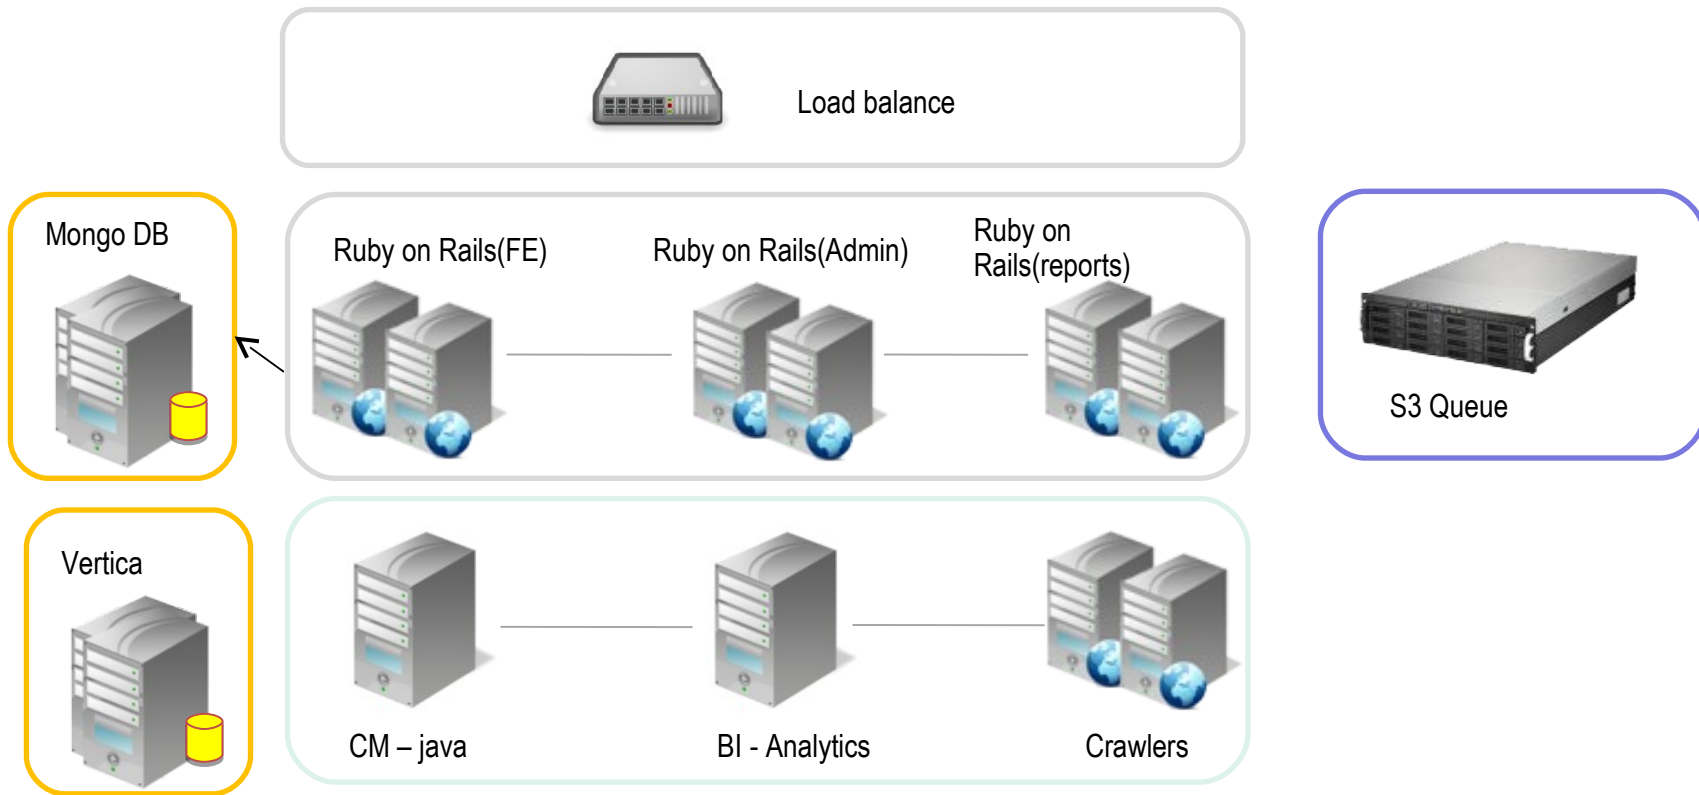 Load balance
Mongo DB
Ruby on Rails(FE)
Ruby on Rails(Admin)
Ruby on
Rails(reports)
S3 Queue
Vertica
CM – java
BI - Analytics
Crawlers